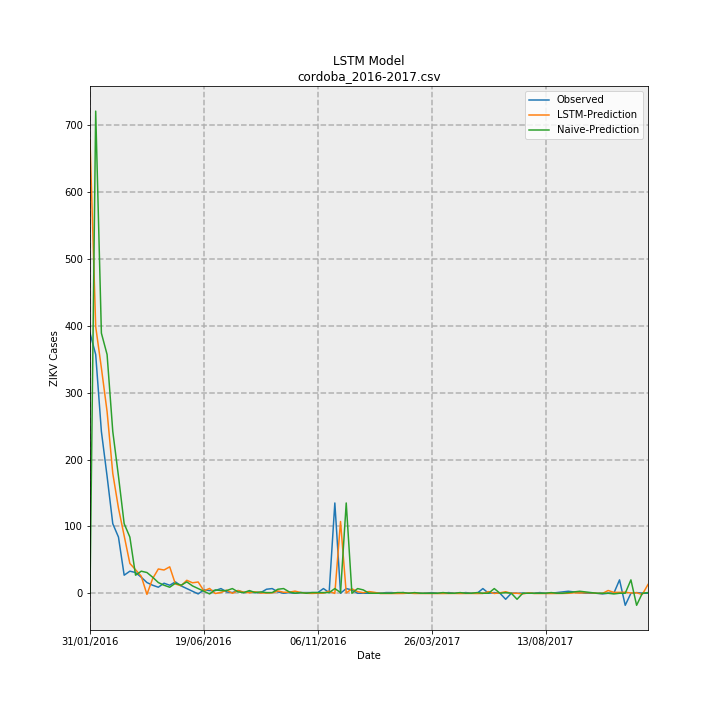 LSTM Model
cordoba_2016-2017.csv
Observed
LSTM-Prediction
Naive-Prediction
ZIKV Cases
700
600
500
400
300
200
100
0
31/01/2016
19/06/2016
06/11/2016
26/03/2017
13/08/2017
Date